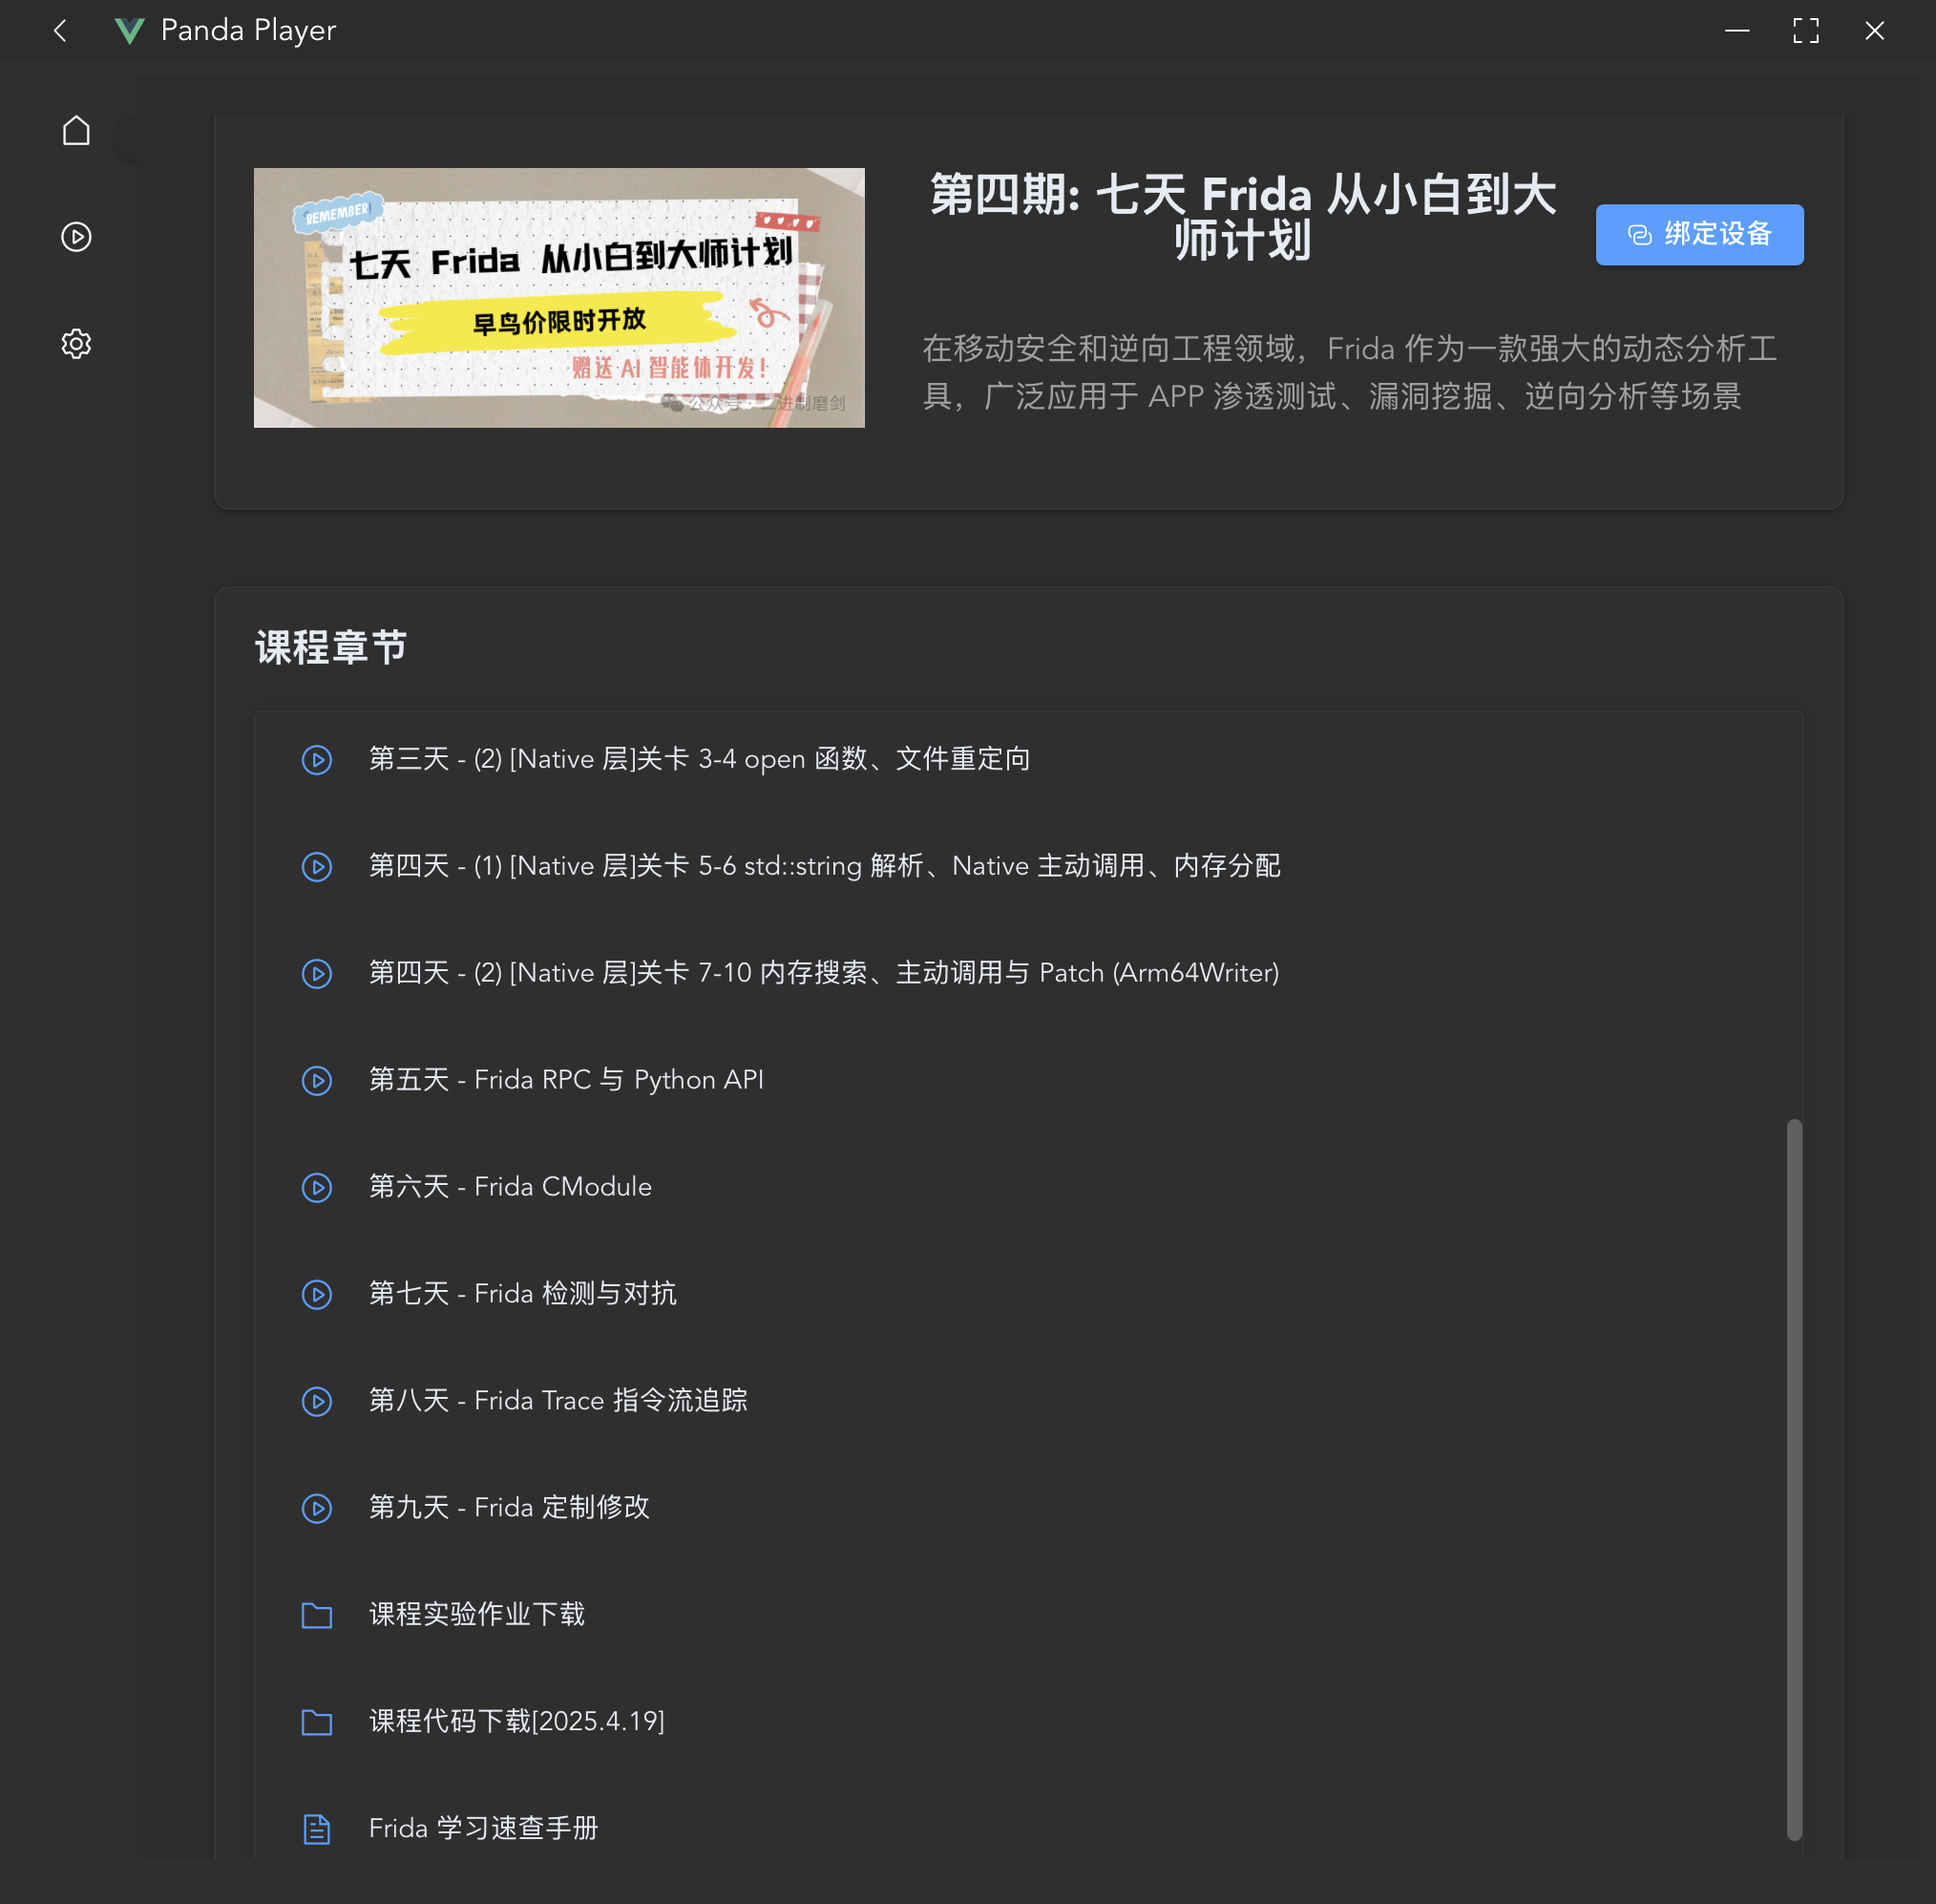 Panda Player
REMEMBER!
七天 Frida 从小白到大师计划
早鸟价限时开放
赠送 AI 智能体开发!
公众号 · 二进制磨剑
第四期: 七天 Frida 从小白到大
师计划
绑定设备
在移动安全和逆向工程领域，Frida 作为一款强大的动态分析工
具，广泛应用于 APP 渗透测试、漏洞挖掘、逆向分析等场景
课程章节
第三天 - (2) [Native 层]关卡 3-4 open 函数、文件重定向
第四天 - (1) [Native 层]关卡 5-6 std::string 解析、Native 主动调用、内存分配
第四天 - (2) [Native 层]关卡 7-10 内存搜索、主动调用与 Patch (Arm64Writer)
第五天 - Frida RPC 与 Python API
第六天 - Frida CModule
第七天 - Frida 检测与对抗
第八天 - Frida Trace 指令流追踪
第九天 - Frida 定制修改
课程实验作业下载
课程代码下载[2025.4.19]
Frida 学习速查手册